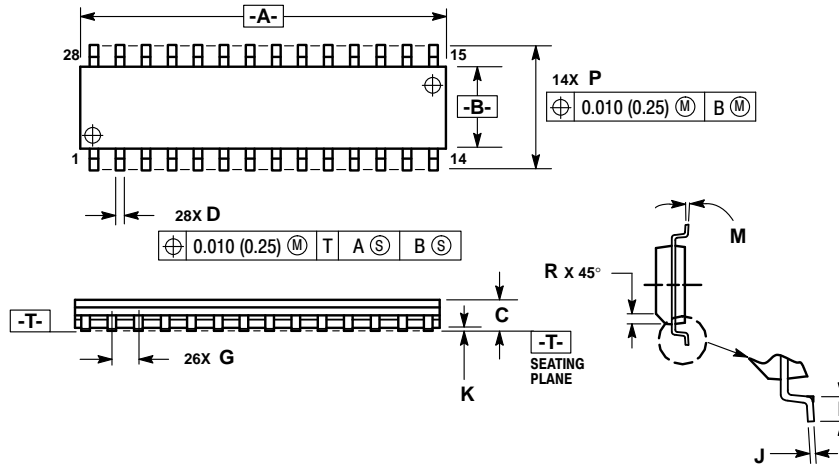 -A-
28
15
14X P
-B-
⌖ 0.010 (0.25) Ⓜ B Ⓜ
1
14
28X D
⌖ 0.010 (0.25) Ⓜ T A Ⓢ B Ⓢ
M
R X 45°
-T-
C
-T-
SEATING
PLANE
26X G
K
J